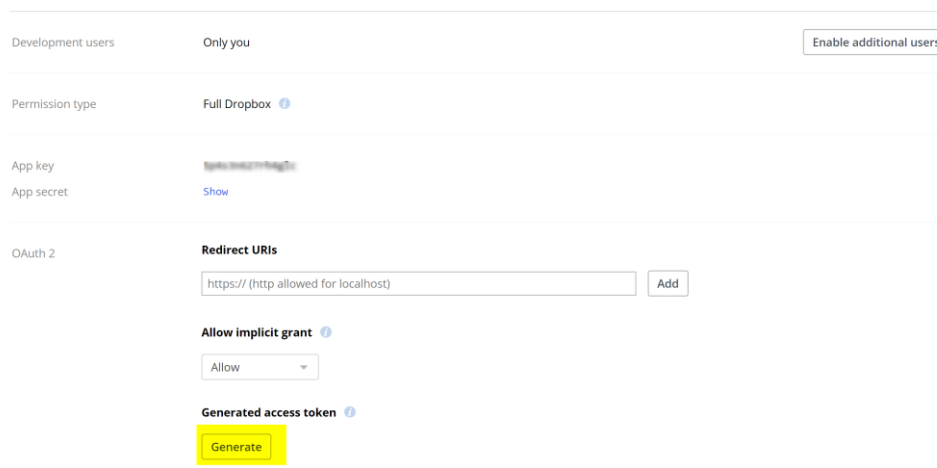 Development users Only you Enable additional users
Permission type Full Dropbox
App key
App secret Show
OAuth 2 Redirect URIs
https:// (http allowed for localhost) Add
Allow implicit grant
Allow
Generated access token
Generate